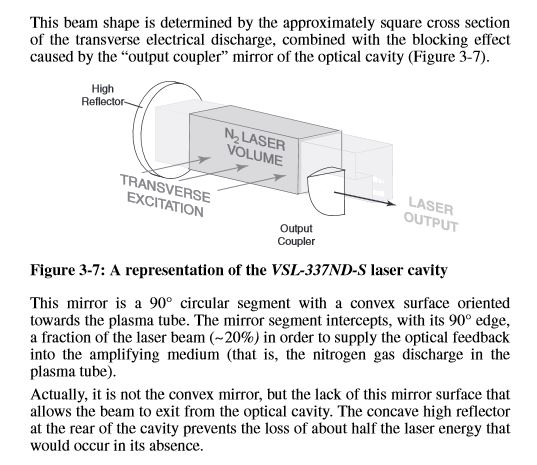 This beam shape is determined by the approximately square cross section
of the transverse electrical discharge, combined with the blocking effect
caused by the “output coupler” mirror of the optical cavity (Figure 3-7).
High
Reflector
N2 LASER
VOLUME
TRANSVERSE
EXCITATION
LASER
OUTPUT
Output
Coupler
Figure 3-7: A representation of the VSL-337ND-S laser cavity
This mirror is a 90° circular segment with a convex surface oriented
towards the plasma tube. The mirror segment intercepts, with its 90° edge,
a fraction of the laser beam (~20%) in order to supply the optical feedback
into the amplifying medium (that is, the nitrogen gas discharge in the
plasma tube).
Actually, it is not the convex mirror, but the lack of this mirror surface that
allows the beam to exit from the optical cavity. The concave high reflector
at the rear of the cavity prevents the loss of about half the laser energy that
would occur in its absence.